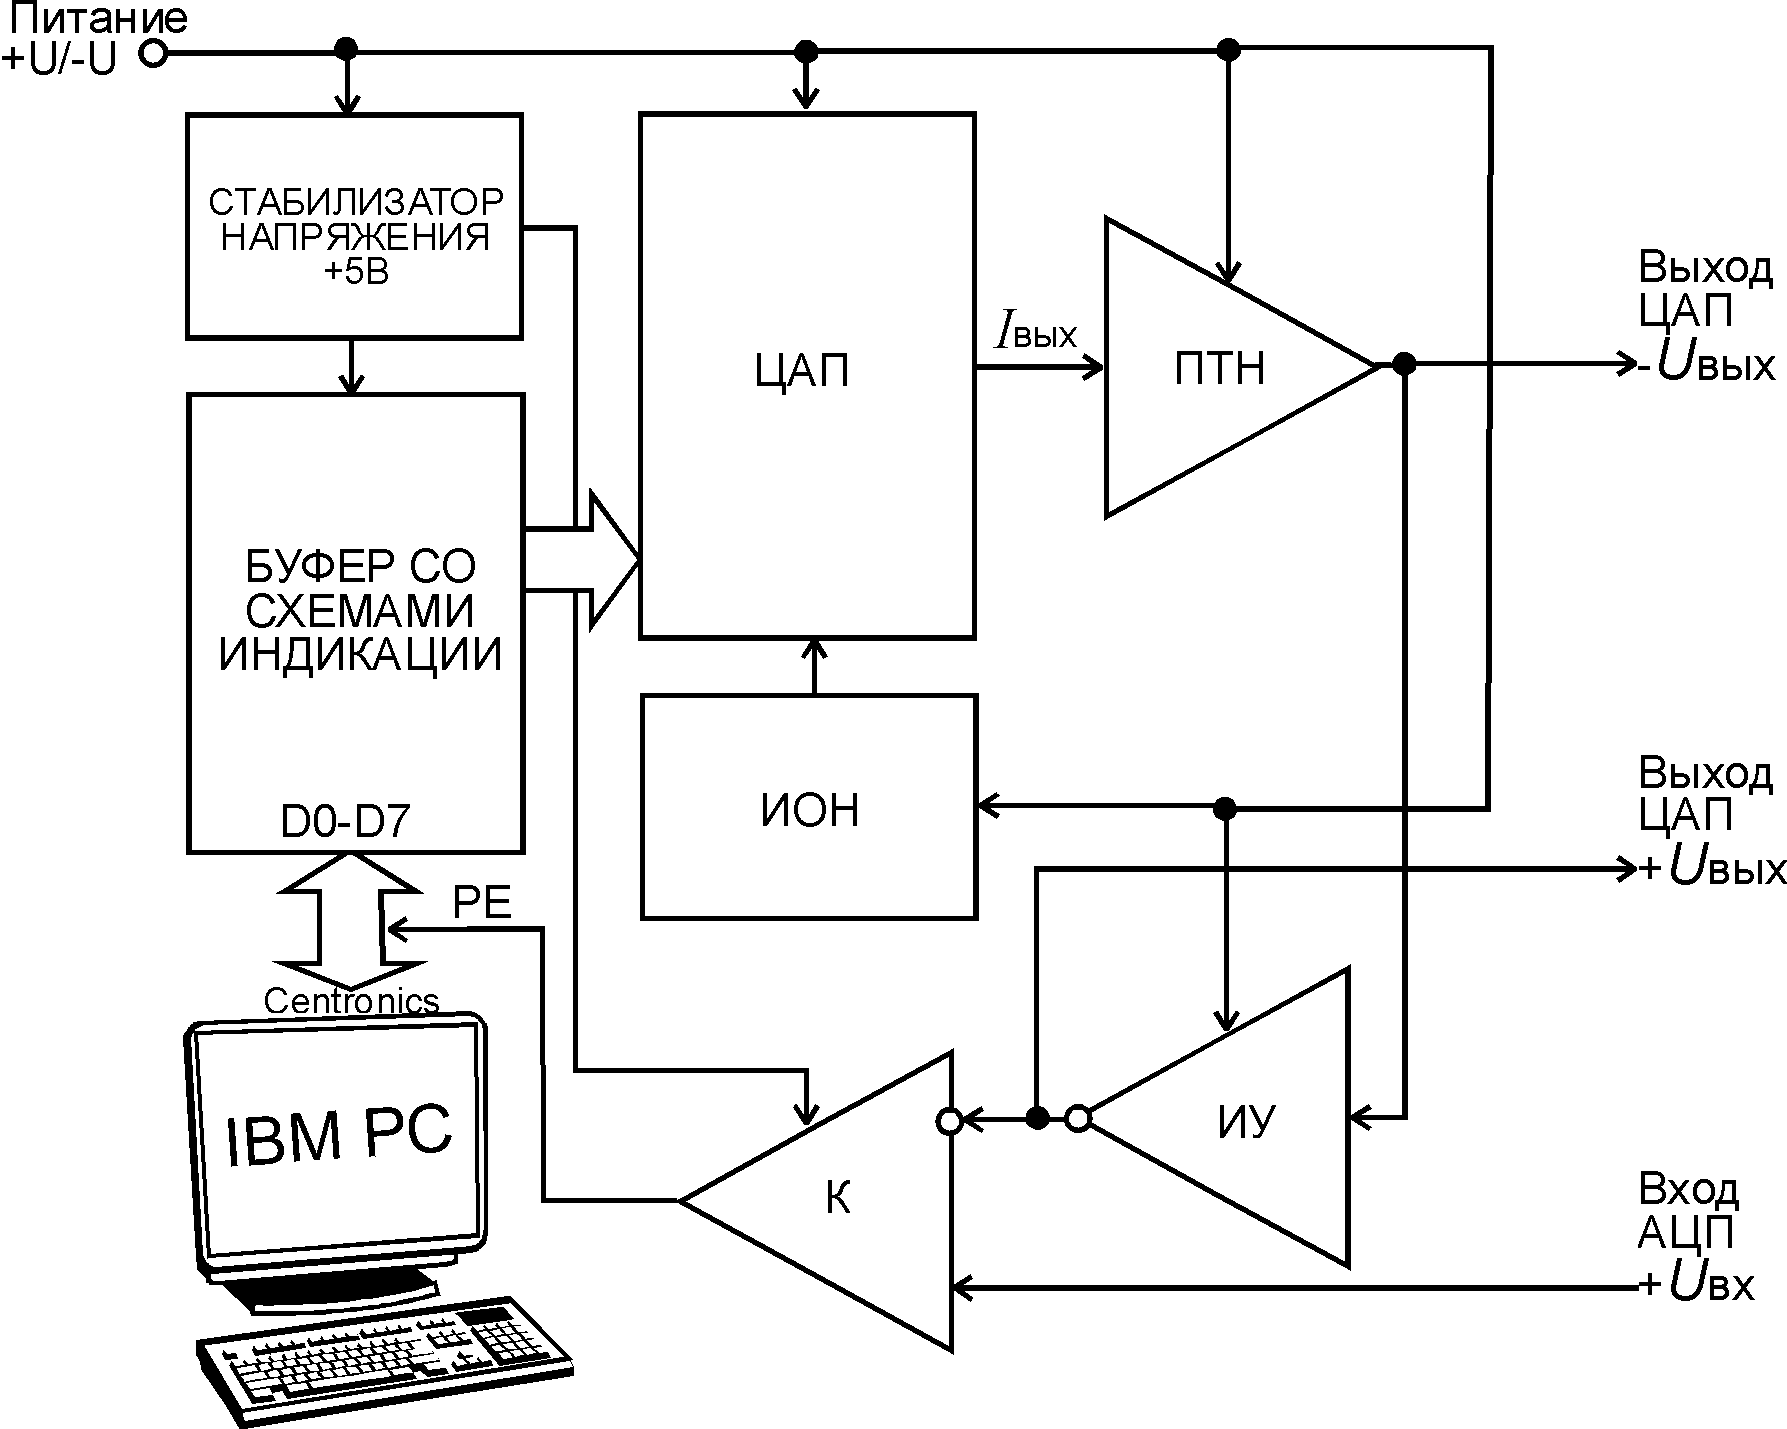 Питание
+U/-U
СТАБИЛИЗАТОР
НАПРЯЖЕНИЯ
+5В
ЦАП
Iвых
ПТН
Выход
ЦАП
-Uвых
БУФЕР СО
СХЕМАМИ
ИНДИКАЦИИ
D0-D7
ИОН
Выход
ЦАП
+Uвых
PE
Centronics
IBM PC
К
ИУ
Вход
АЦП
+Uвх